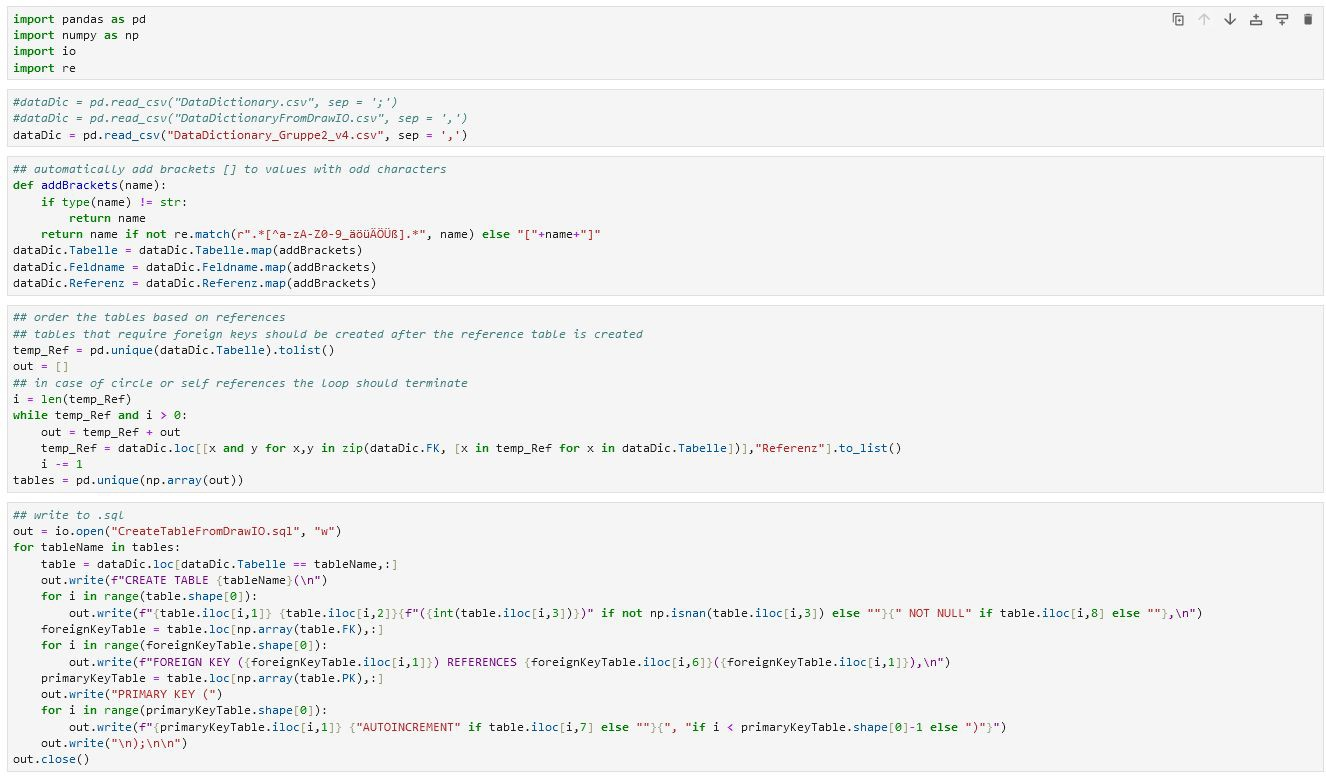 import pandas as pd
import numpy as np
import io
import re
#dataDic = pd.read_csv("DataDictionary.csv", sep = ';')
#dataDic = pd.read_csv("DataDictionaryFromDrawIO.csv", sep = ',')
dataDic = pd.read_csv("DataDictionary_Gruppe2_v4.csv", sep = ',')
## automatically add brackets [] to values with odd characters
def addBrackets(name):
    if type(name) != str:
        return name
    return name if not re.match(r".*[^a-zA-Z0-9_äöüÄÖÜß].*", name) else "["+name+"]"
dataDic.Tabelle = dataDic.Tabelle.map(addBrackets)
dataDic.Feldname = dataDic.Feldname.map(addBrackets)
dataDic.Referenz = dataDic.Referenz.map(addBrackets)
## order the tables based on references
## tables that require foreign keys should be created after the reference table is created
temp_Ref = pd.unique(dataDic.Tabelle).tolist()
out = []
## in case of circle or self references the loop should terminate
i = len(temp_Ref)
while temp_Ref and i > 0:
    out = temp_Ref + out
    temp_Ref = dataDic.loc[[x and y for x,y in zip(dataDic.FK, [x in temp_Ref for x in dataDic.Tabelle])],"Referenz"].to_list()
    i -= 1
tables = pd.unique(np.array(out))
## write to .sql
out = io.open("CreateTableFromDrawIO.sql", "w")
for tableName in tables:
    table = dataDic.loc[dataDic.Tabelle == tableName,:]
    out.write(f"CREATE TABLE {tableName}(\n")
    for i in range(table.shape[0]):
        out.write(f"{table.iloc[i,1]} {table.iloc[i,2]}{f"({int(table.iloc[i,3])})" if not np.isnan(table.iloc[i,3]) else ""}{" NOT NULL" if table.iloc[i,8] else ""},\n")
    foreignKeyTable = table.loc[np.array(table.FK),:]
    for i in range(foreignKeyTable.shape[0]):
        out.write(f"FOREIGN KEY ({foreignKeyTable.iloc[i,1]}) REFERENCES {foreignKeyTable.iloc[i,6]}({foreignKeyTable.iloc[i,1]}),\n")
    primaryKeyTable = table.loc[np.array(table.PK),:]
    out.write("PRIMARY KEY (")
    for i in range(primaryKeyTable.shape[0]):
        out.write(f"{primaryKeyTable.iloc[i,1]} {"AUTOINCREMENT" if table.iloc[i,7] else ""}{", "if i < primaryKeyTable.shape[0]-1 else ")"}")
    out.write("\n);\n\n")
out.close()